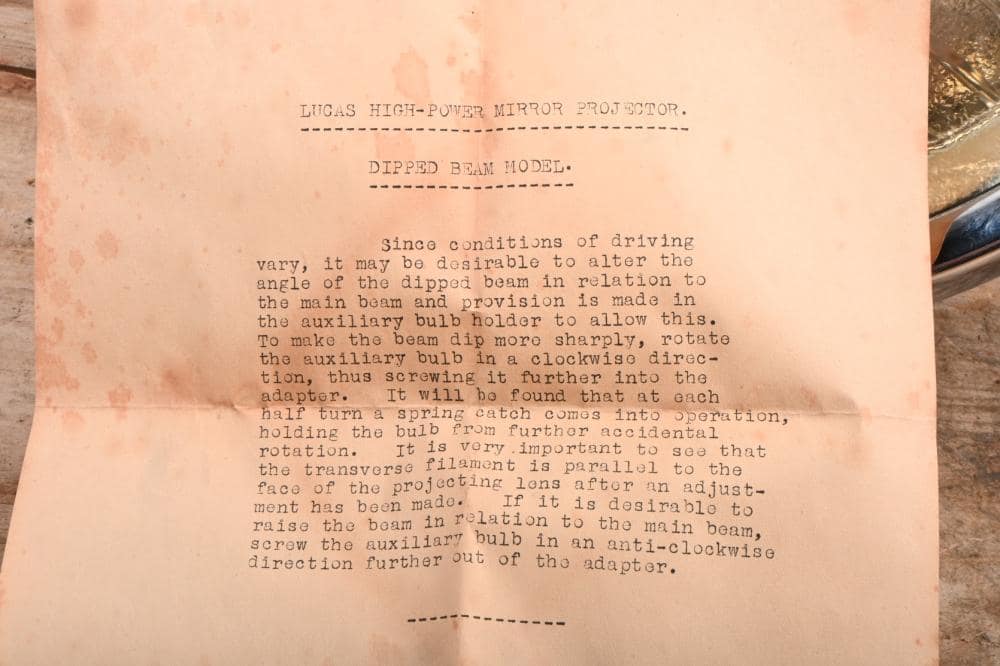 LUCAS HIGH-POWER MIRROR PROJECTOR.
DIPPED BEAM MODEL.
Since conditions of driving
vary, it may be desirable to alter the
angle of the dipped beam in relation to
the main beam and provision is made in
the auxiliary bulb holder to allow this.
To make the beam dip more sharply, rotate
the auxiliary bulb in a clockwise direc-
tion, thus screwing it further into the
adapter. It will be found that at each
half turn a spring catch comes into operation,
holding the bulb from further accidental
rotation. It is very important to see that
the transverse filament is parallel to the
face of the projecting lens after an adjust-
ment has been made. If it is desirable to
raise the beam in relation to the main beam,
screw the auxiliary bulb in an anti-clockwise
direction further out of the adapter.